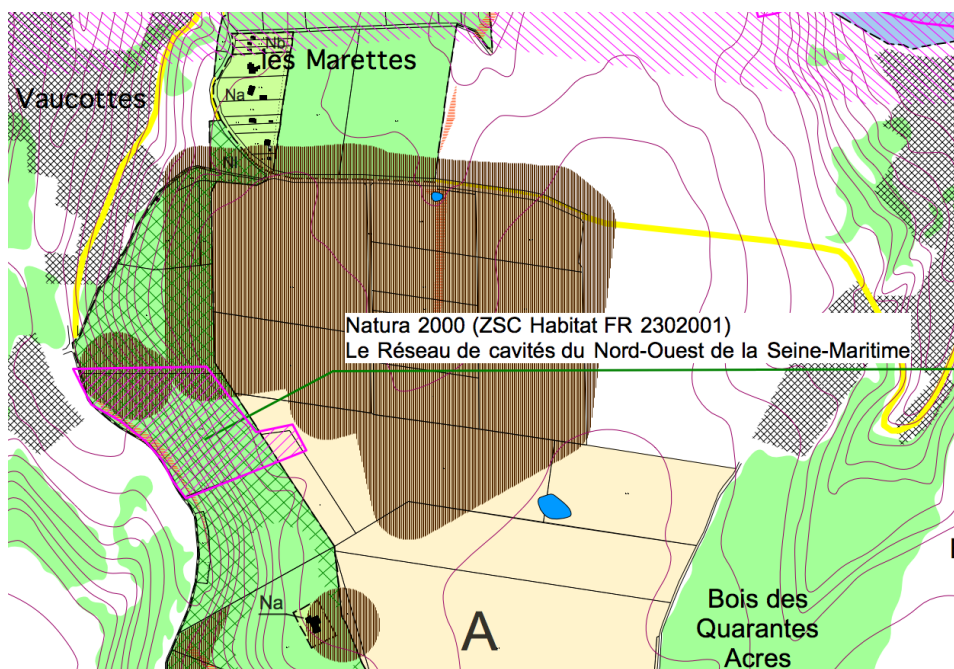 Nb
les Marettes
Vaucottes
Na
Nl
Natura 2000 (ZSC Habitat FR 2302001)
Le Réseau de cavités du Nord-Ouest de la Seine-Maritime
Na
A
Bois des
Quarantes
Acres